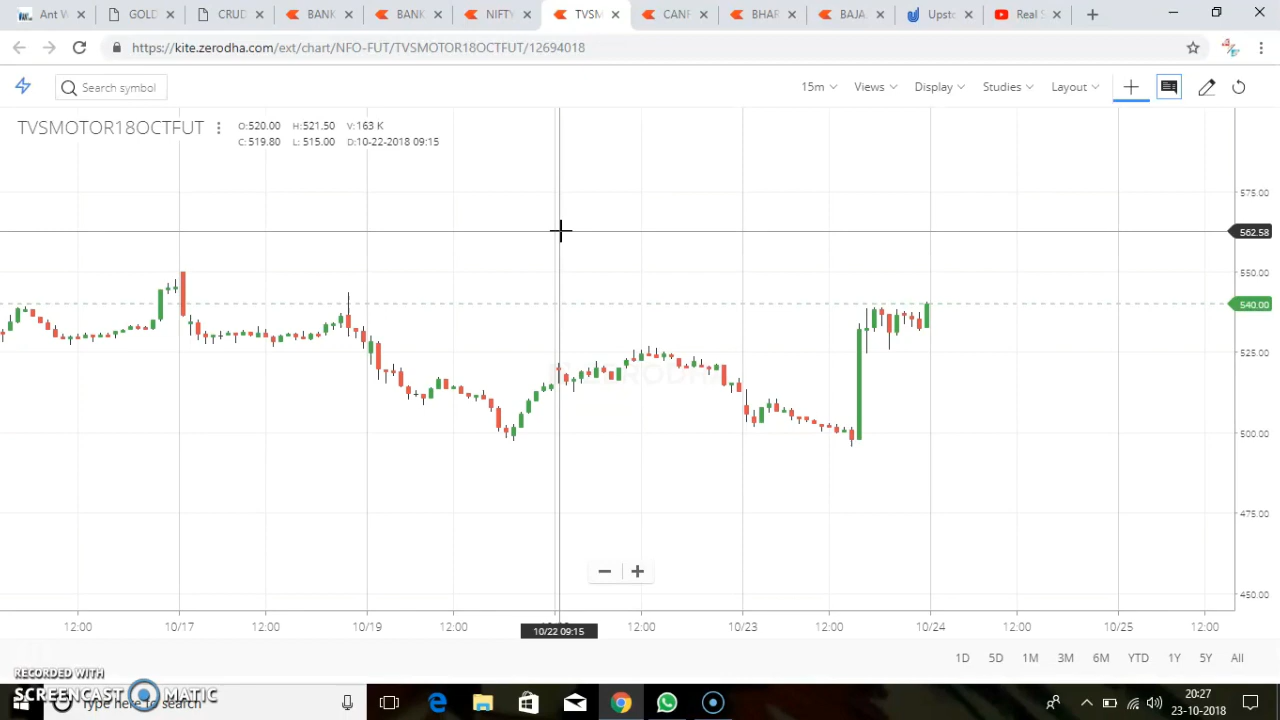 Ant W
GOLD
CRUD
BANK
BANK
NIFTY
TVSM
CANF
BHAR
BAJA
Upsto
Real S
https://kite.zerodha.com/ext/chart/NFO-FUT/TVSMOTOR18OCTFUT/12694018
Search symbol
15m
Views
Display
Studies
Layout
TVSMOTOR18OCTFUT
O:520.00 H:521.50 V:163 K
C:519.80 L: 515.00 D:10-22-2018 09:15
575.00
562.58
550.00
540.00
525.00
500.00
475.00
450.00
ZERODHA
12:00 10/17 12:00 10/19 12:00 12:00 10/23 12:00 10/24 12:00 10/25 12:00
10/22 09:15
1D 5D 1M 3M 6M YTD 1Y 5Y All
RECORDED WITH
SCREENCAST MATIC
Type here to search
20:27
23-10-2018